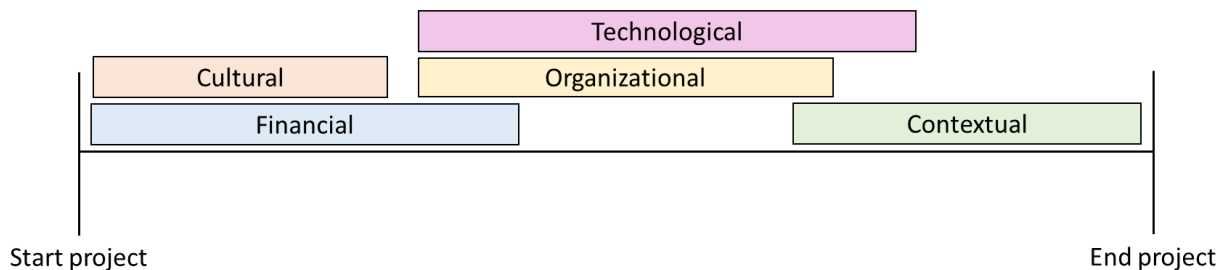 Technological
Cultural
Organizational
Financial
Contextual
Start project
End project